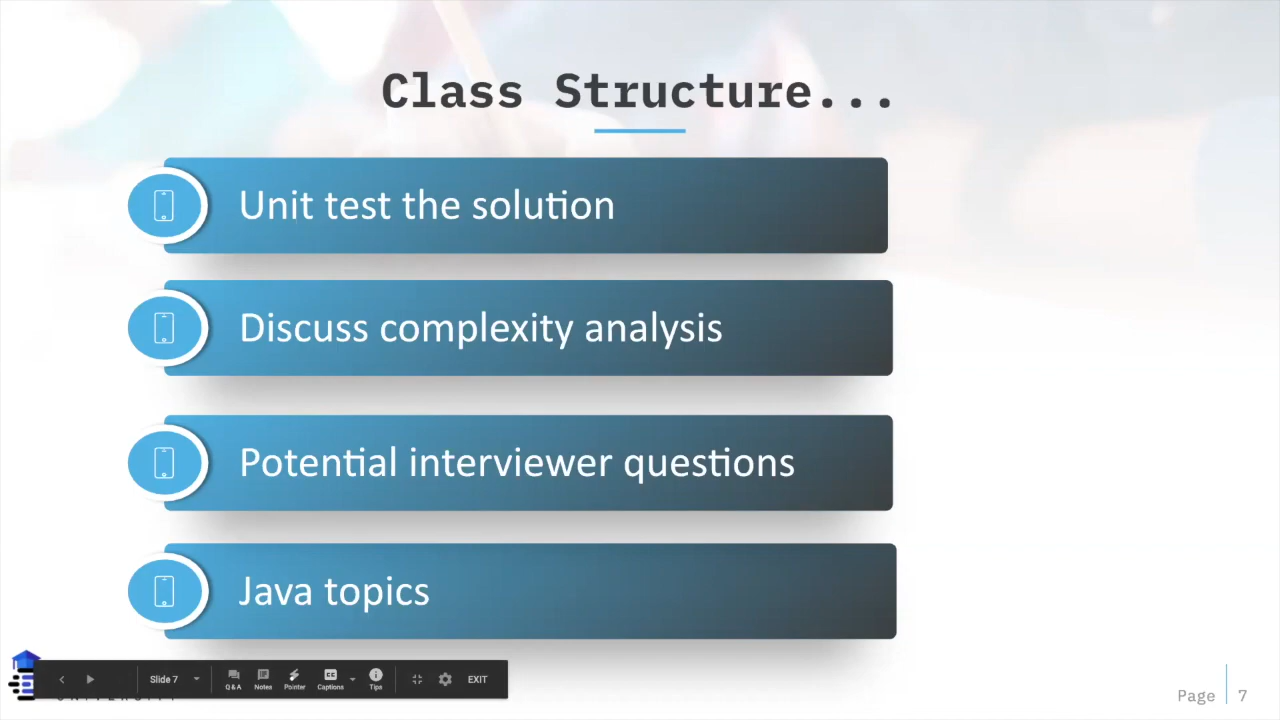 Class Structure...
Unit test the solution
Discuss complexity analysis
Potential interviewer questions
Java topics
Slide 7
Q&A
Notes
Pointer
CC
Captions
Tips
EXIT
Page 7